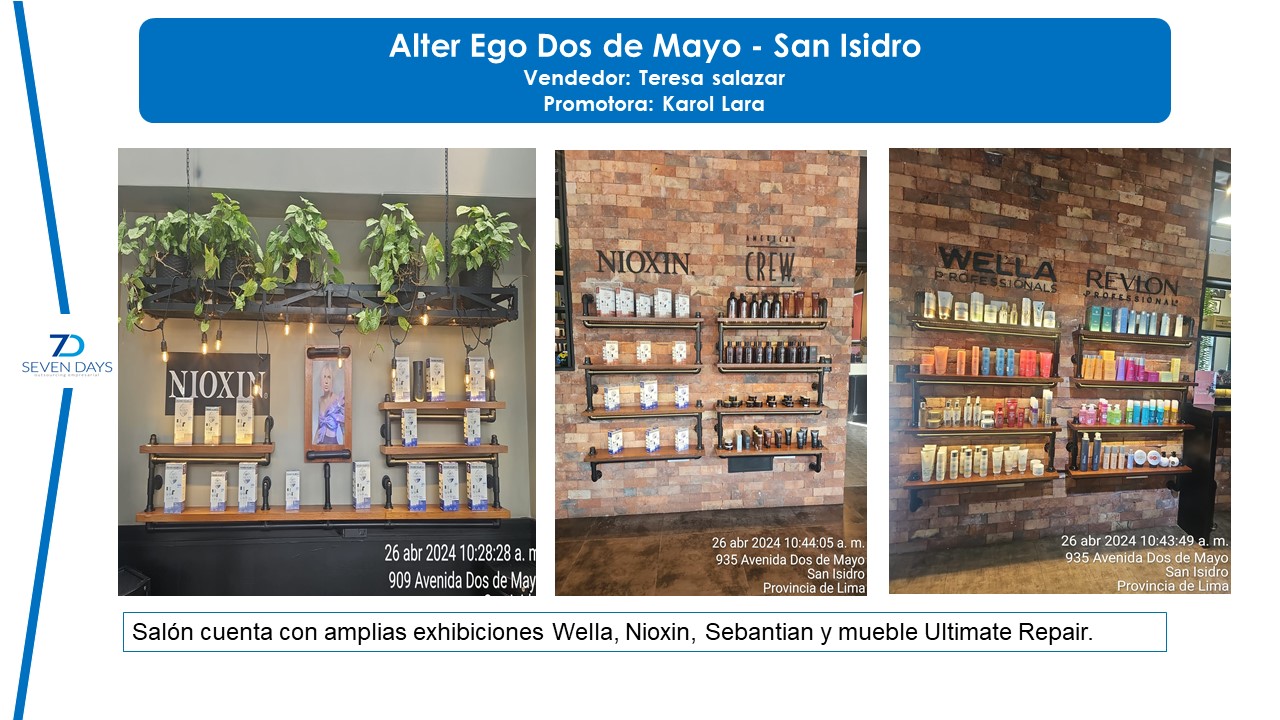 Alter Ego Dos de Mayo - San Isidro
Vendedor: Teresa salazar
Promotora: Karol Lara
7D
SEVEN DAYS
outsourcing empresarial
NIOXIN
26 abr 2024 10:28:28 a. m
909 Avenida Dos de May
NIOXIN.
AMERICAN
CREW
26 abr 2024 10:44:05 a. m.
935 Avenida Dos de Mayo
San Isidro
Provincia de Lima
WELLA
PROFESSIONALS
REVLON
PROFESSIONAL
26 abr 2024 10:43:49 a. m.
935 Avenida Dos de Mayo
San Isidro
Provincia de Lima
Salón cuenta con amplias exhibiciones Wella, Nioxin, Sebantian y mueble Ultimate Repair.